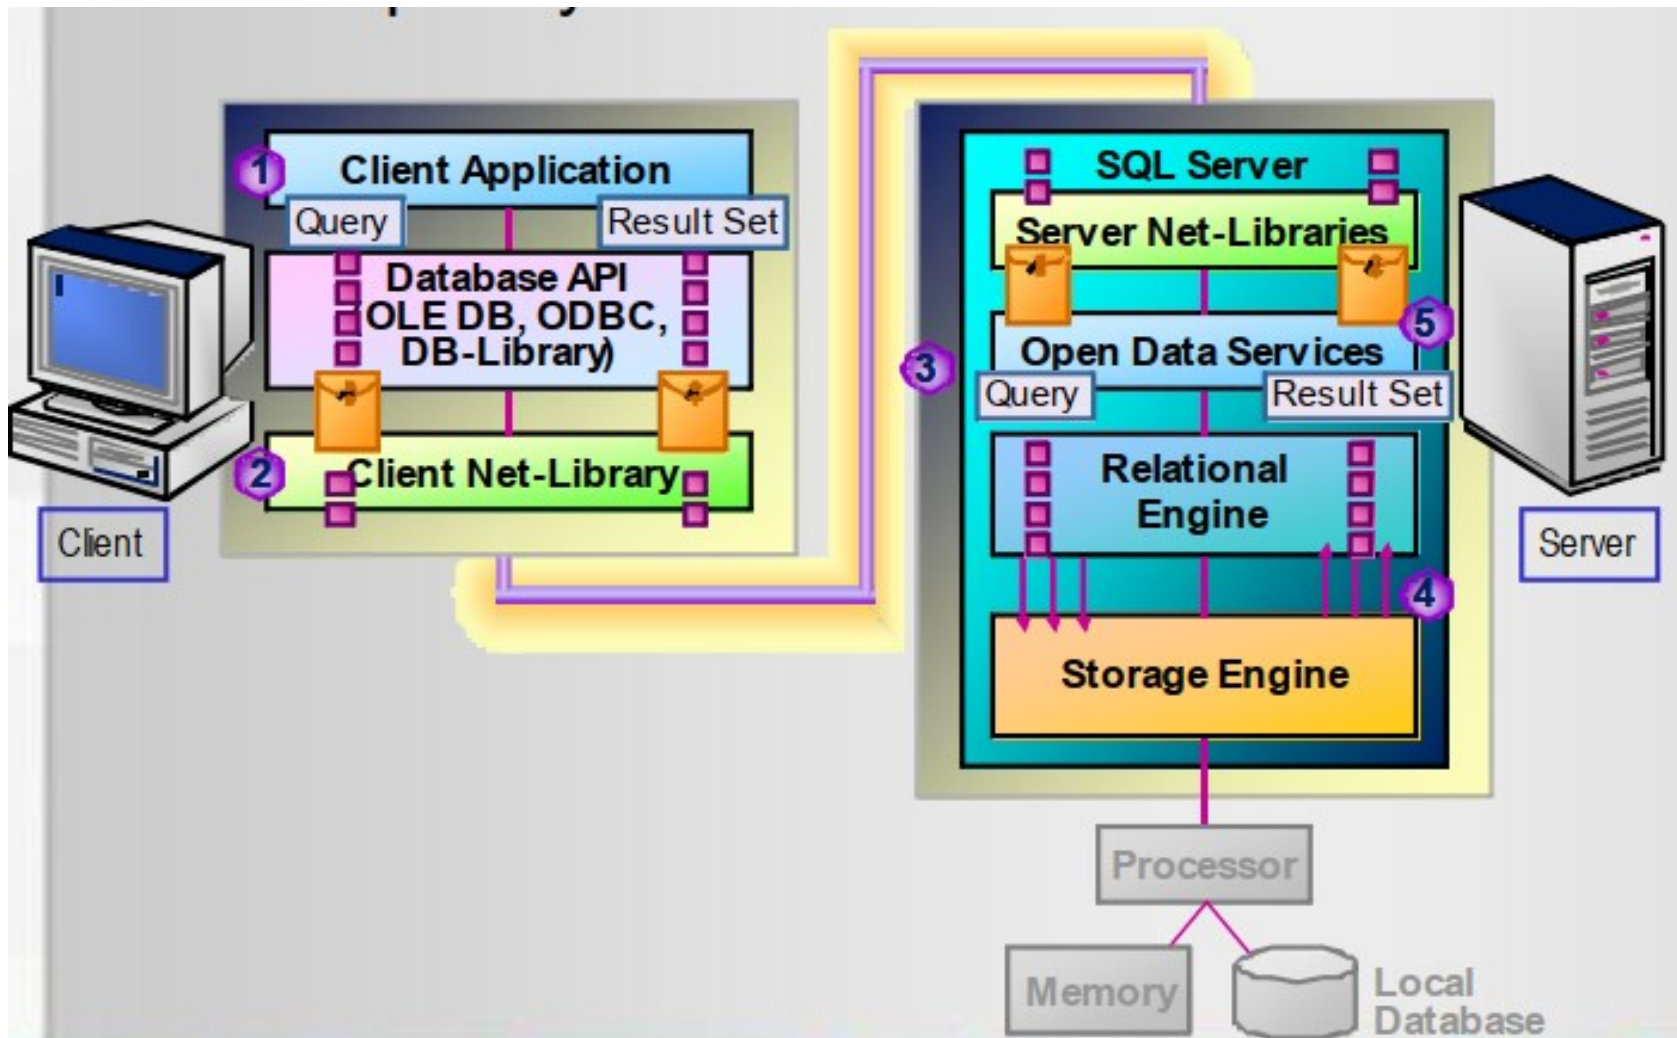 1
Client Application
Query
Result Set
Database API
(OLE DB, ODBC,
DB-Library)
2
Client Net-Library
Client
SQL Server
Server Net-Libraries
5
3
Open Data Services
Query
Result Set
Relational
Engine
4
Storage Engine
Server
Processor
Memory
Local
Database